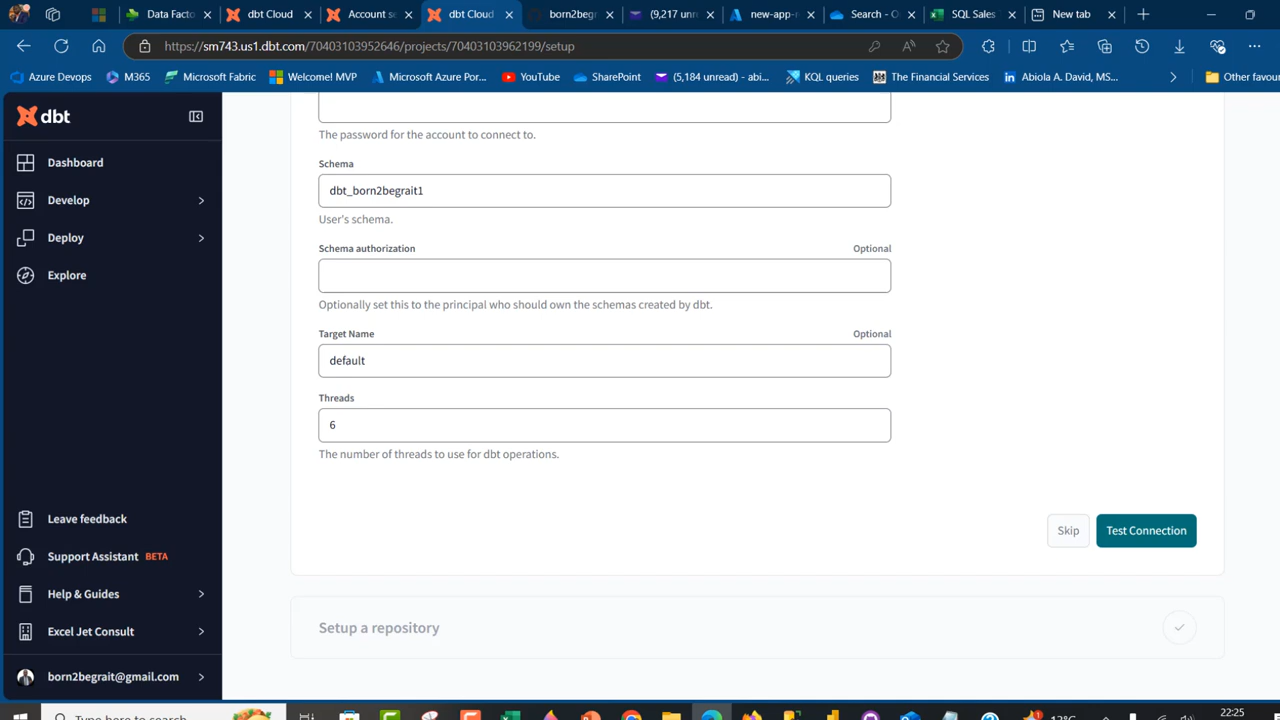 Data Facto
dbt Cloud
Account se
dbt Cloud
born2beg
(9,217 unr
new-app-r
Search - O
SQL Sales
New tab
https://sm743.us1.dbt.com/70403103952646/projects/70403103962199/setup
Azure Devops
M365
Microsoft Fabric
Welcome! MVP
Microsoft Azure Por...
YouTube
SharePoint
(5,184 unread) - abi...
KQL queries
The Financial Services
Abiola A. David, MS...
Other favour
dbt
Dashboard
Develop
Deploy
Explore
Leave feedback
Support Assistant BETA
Help & Guides
Excel Jet Consult
born2begrait@gmail.com
The password for the account to connect to.
Schema
dbt_born2begrait1
User's schema.
Schema authorization Optional
Optionally set this to the principal who should own the schemas created by dbt.
Target Name Optional
default
Threads
6
The number of threads to use for dbt operations.
Skip Test Connection
Setup a repository
Type here to search
13°C
22:25